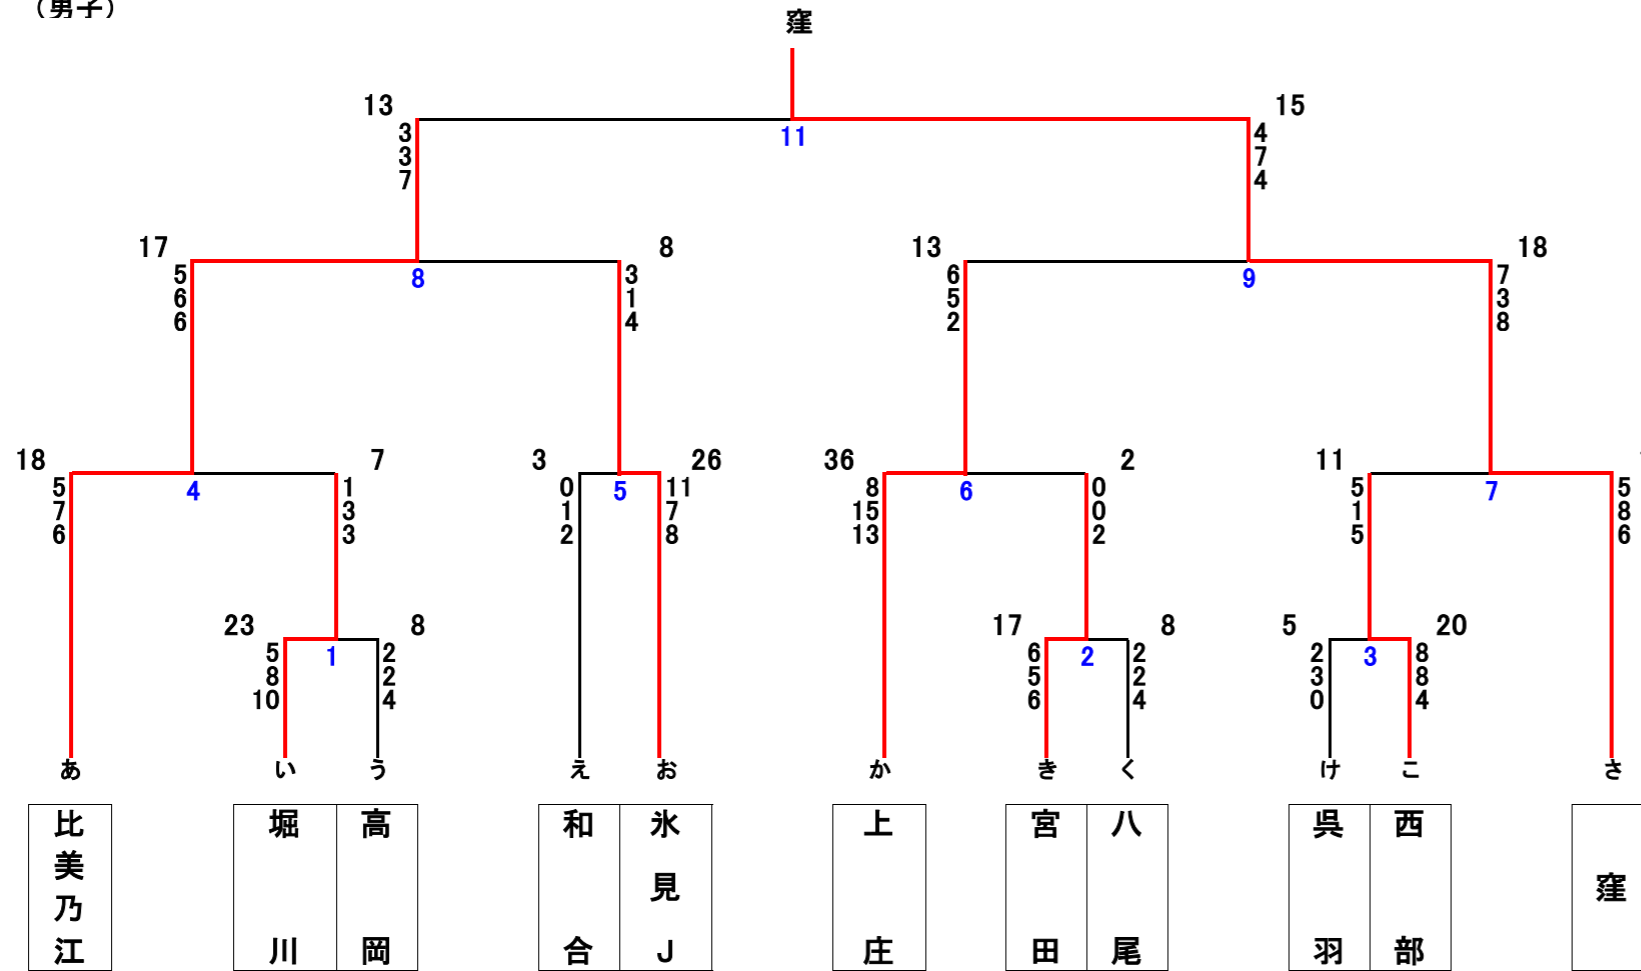 (男子)
窪
13 15
3 11 4
3 7
7 4
17 8 13 18
5 8 3 6 9 7
6 1 5 3
6 4 2 8
18 7 3 26 36 2 11
5 4 1 0 5 11 8 6 0 5 7 5
7 3 1 7 15 0 1 8
6 3 2 8 13 2 5 6
23 8 17 8 5 20
5 1 2 6 2 2 2 3 8
8 2 5 2 3 8
10 4 6 4 0 4
あ い う え お か き く け こ さ
比美乃江
堀川
高岡
和合
氷見J
上庄
宮田
八尾
呉羽
西部
窪